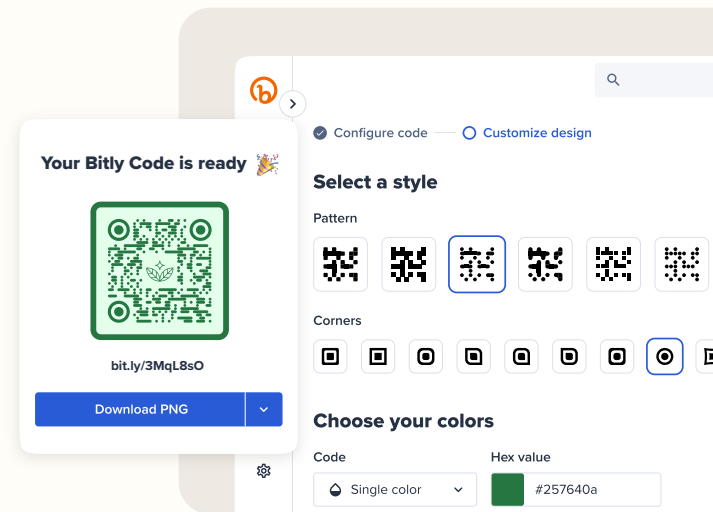 Configure code
Customize design
Your Bitly Code is ready
bit.ly/3MqL8sO
Download PNG
Select a style
Pattern
Corners
Choose your colors
Code
Hex value
Single color
#257640a